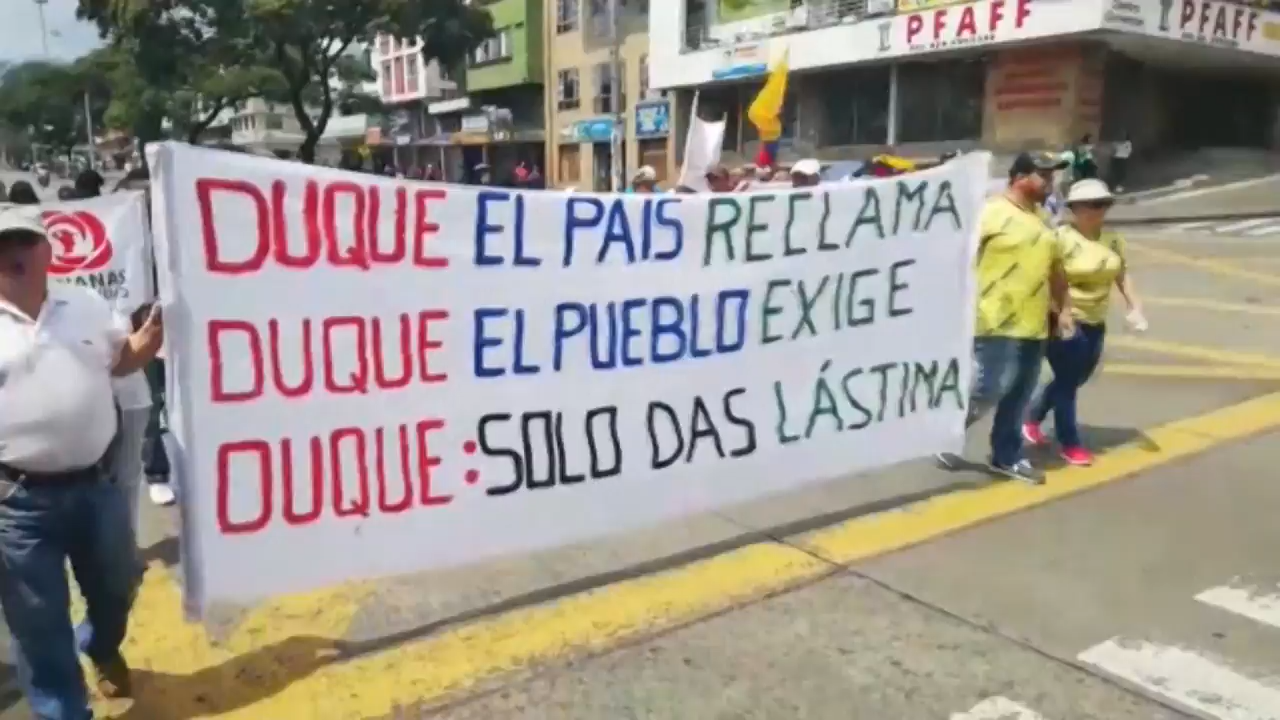 PFAFF
PFAFF
DUQUE EL PAIS RECLAMA
DUQUE EL PUEBLO EXIGE
DUQUE:SOLO DAS LÁSTIMA